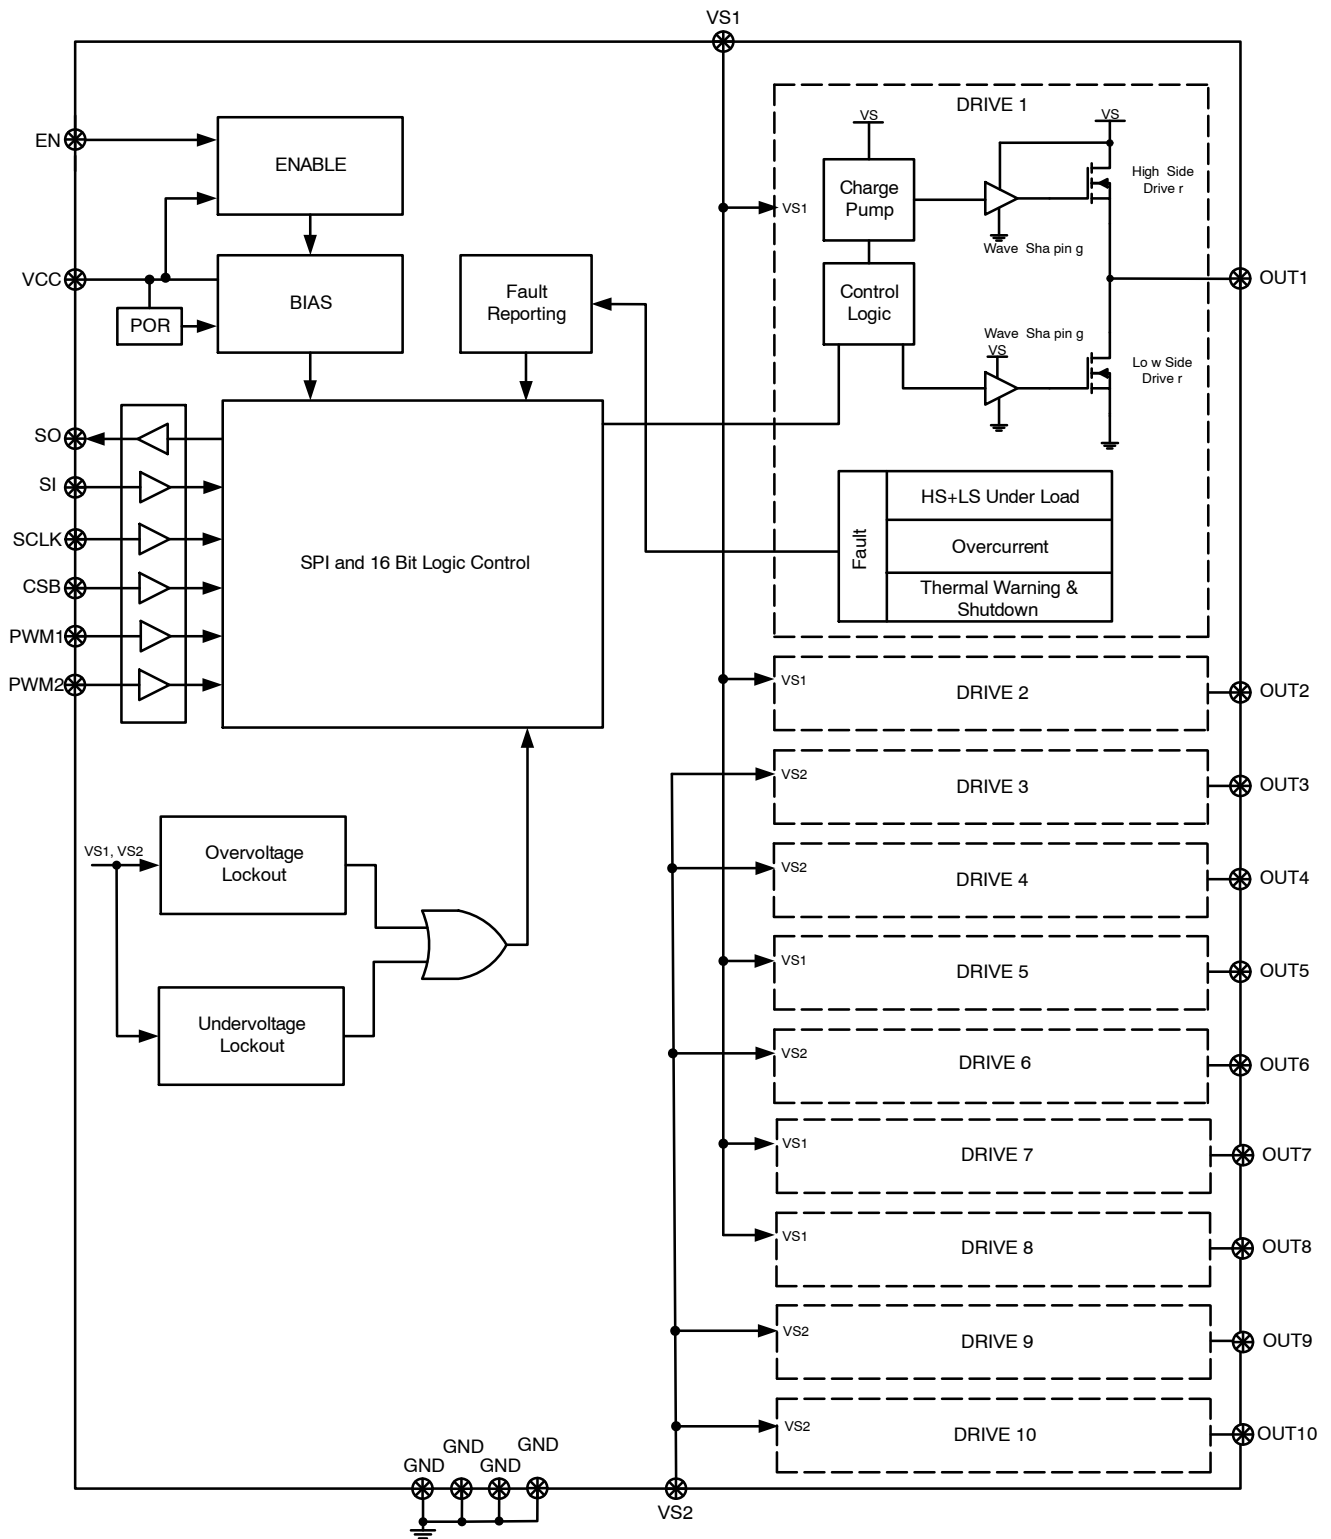 VS1
DRIVE 1
VS
VS
EN
ENABLE
High Side
Drive r
Charge
Pump
VS1
Wave Sha pin g
VCC
BIAS
POR
Fault
Reporting
Control
Logic
OUT1
Wave Sha pin g
VS
Lo w Side
Drive r
SO
SI
SCLK
CSB
PWM1
PWM2
SPI and 16 Bit Logic Control
Fault
HS+LS Under Load
Overcurrent
Thermal Warning &
Shutdown
VS1
DRIVE 2
OUT2
VS2
DRIVE 3
OUT3
VS1, VS2
Overvoltage
Lockout
VS2
DRIVE 4
OUT4
VS1
DRIVE 5
OUT5
Undervoltage
Lockout
VS2
DRIVE 6
OUT6
VS1
DRIVE 7
OUT7
VS1
DRIVE 8
OUT8
VS2
DRIVE 9
OUT9
VS2
DRIVE 10
OUT10
GND
GND
GND
GND
VS2